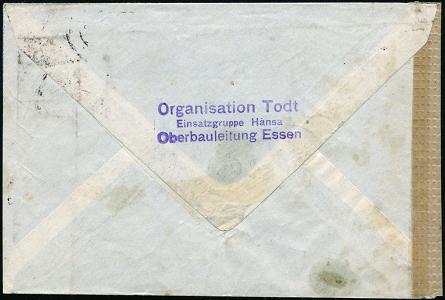 Organisation Todt
Einsatzgruppe Hansa
Oberbauleitung Essen